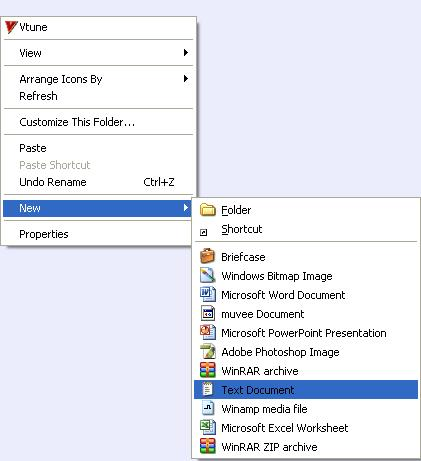 Vtune
View
Arrange Icons By
Refresh
Customize This Folder...
Paste
Paste Shortcut
Undo Rename Ctrl+Z
New
Properties
Folder
Shortcut
Briefcase
Windows Bitmap Image
Microsoft Word Document
muvee Document
Microsoft PowerPoint Presentation
Adobe Photoshop Image
WinRAR archive
Text Document
Winamp media file
Microsoft Excel Worksheet
WinRAR ZIP archive